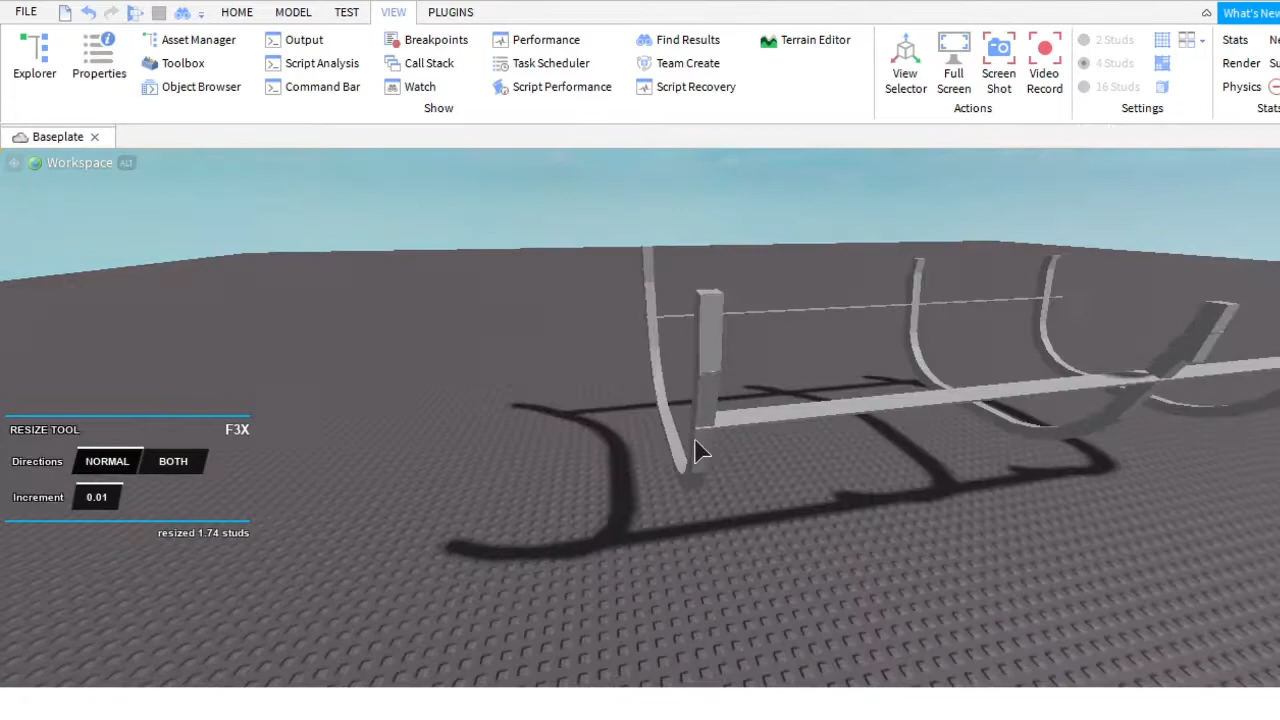 FILE HOME MODEL TEST VIEW PLUGINS What's New
Asset Manager Output Breakpoints Performance Find Results Terrain Editor 2 Studs Stats
Toolbox Script Analysis Call Stack Task Scheduler Team Create 4 Studs Render
Explorer Properties View Full Screen Video
Selector Screen Shot Record
Object Browser Command Bar Watch Script Performance Script Recovery 16 Studs Physics
Show Actions Settings
Baseplate
Workspace ALT
RESIZE TOOL F3X
Directions NORMAL BOTH
Increment 0.01
resized 1.74 studs